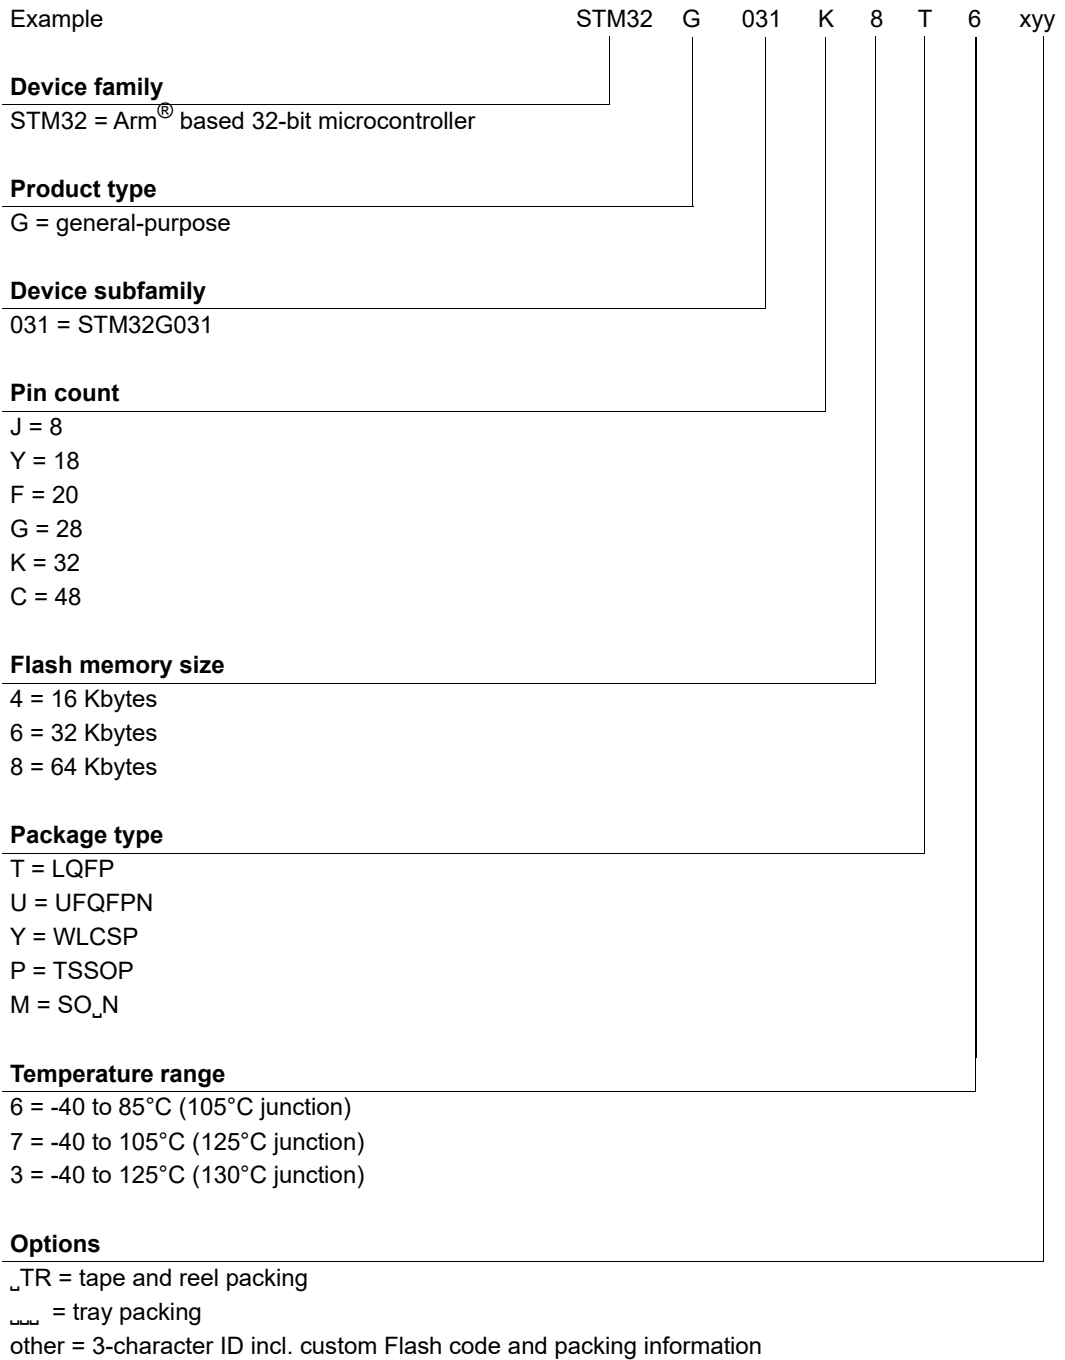 Example STM32 G 031 K 8 T 6 xyy
Device family
STM32 = Arm® based 32-bit microcontroller
Product type
G = general-purpose
Device subfamily
031 = STM32G031
Pin count
J = 8
Y = 18
F = 20
G = 28
K = 32
C = 48
Flash memory size
4 = 16 Kbytes
6 = 32 Kbytes
8 = 64 Kbytes
Package type
T = LQFP
U = UFQFPN
Y = WLCSP
P = TSSOP
M = SO␣N
Temperature range
6 = -40 to 85°C (105°C junction)
7 = -40 to 105°C (125°C junction)
3 = -40 to 125°C (130°C junction)
Options
␣TR = tape and reel packing
␣␣␣ = tray packing
other = 3-character ID incl. custom Flash code and packing information